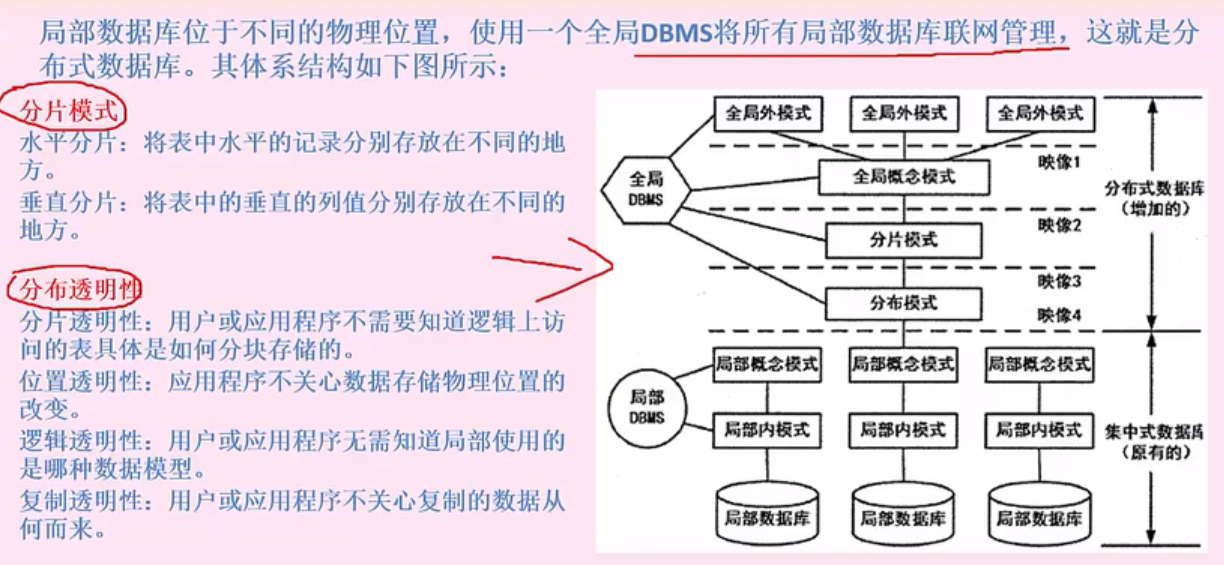 局部数据库位于不同的物理位置，使用一个全局DBMS将所有局部数据库联网管理，这就是分
布式数据库。其体系结构如下图所示：
分片模式
水平分片：将表中水平的记录分别存放在不同的地
方。
垂直分片：将表中的垂直的列值分别存放在不同的
地方。
分布透明性
分片透明性：用户或应用程序不需要知道逻辑上访
问的表具体是如何分块存储的。
位置透明性：应用程序不关心数据存储物理位置的
改变。
逻辑透明性：用户或应用程序无需知道局部使用的
是哪种数据模型。
复制透明性：用户或应用程序不关心复制的数据从
何而来。
全局外模式 全局外模式 全局外模式
映像1
全局
DBMS
全局概念模式
分布式数据库
（增加的）
映像2
分片模式
映像3
分布模式
映像4
局部概念模式 局部概念模式 局部概念模式
局部
DBMS
局部内模式 局部内模式 局部内模式
集中式数据库
（原有的）
局部数据库 局部数据库 局部数据库